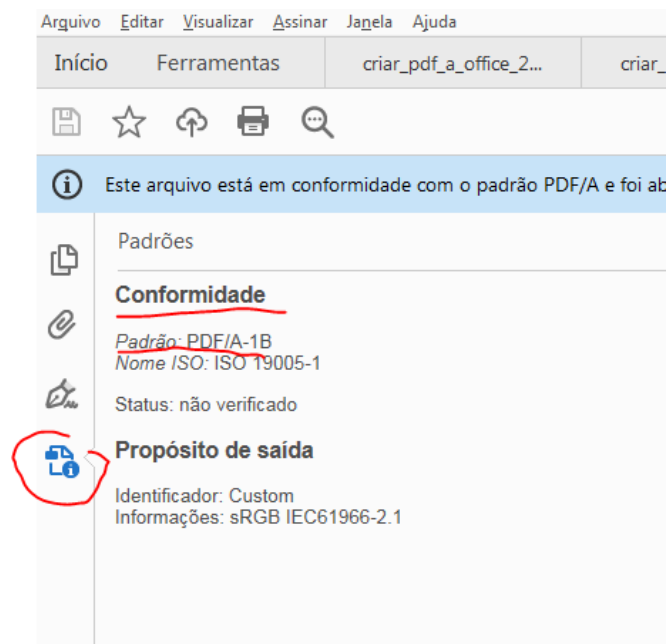 Arquivo Editar Visualizar Assinar Janela Ajuda
Início Ferramentas criar_pdf_a_office_2... criar_
Este arquivo está em conformidade com o padrão PDF/A e foi ab
Padrões
Conformidade
Padrão: PDF/A-1B
Nome ISO: ISO 19005-1
Status: não verificado
Propósito de saída
Identificador: Custom
Informações: sRGB IEC61966-2.1